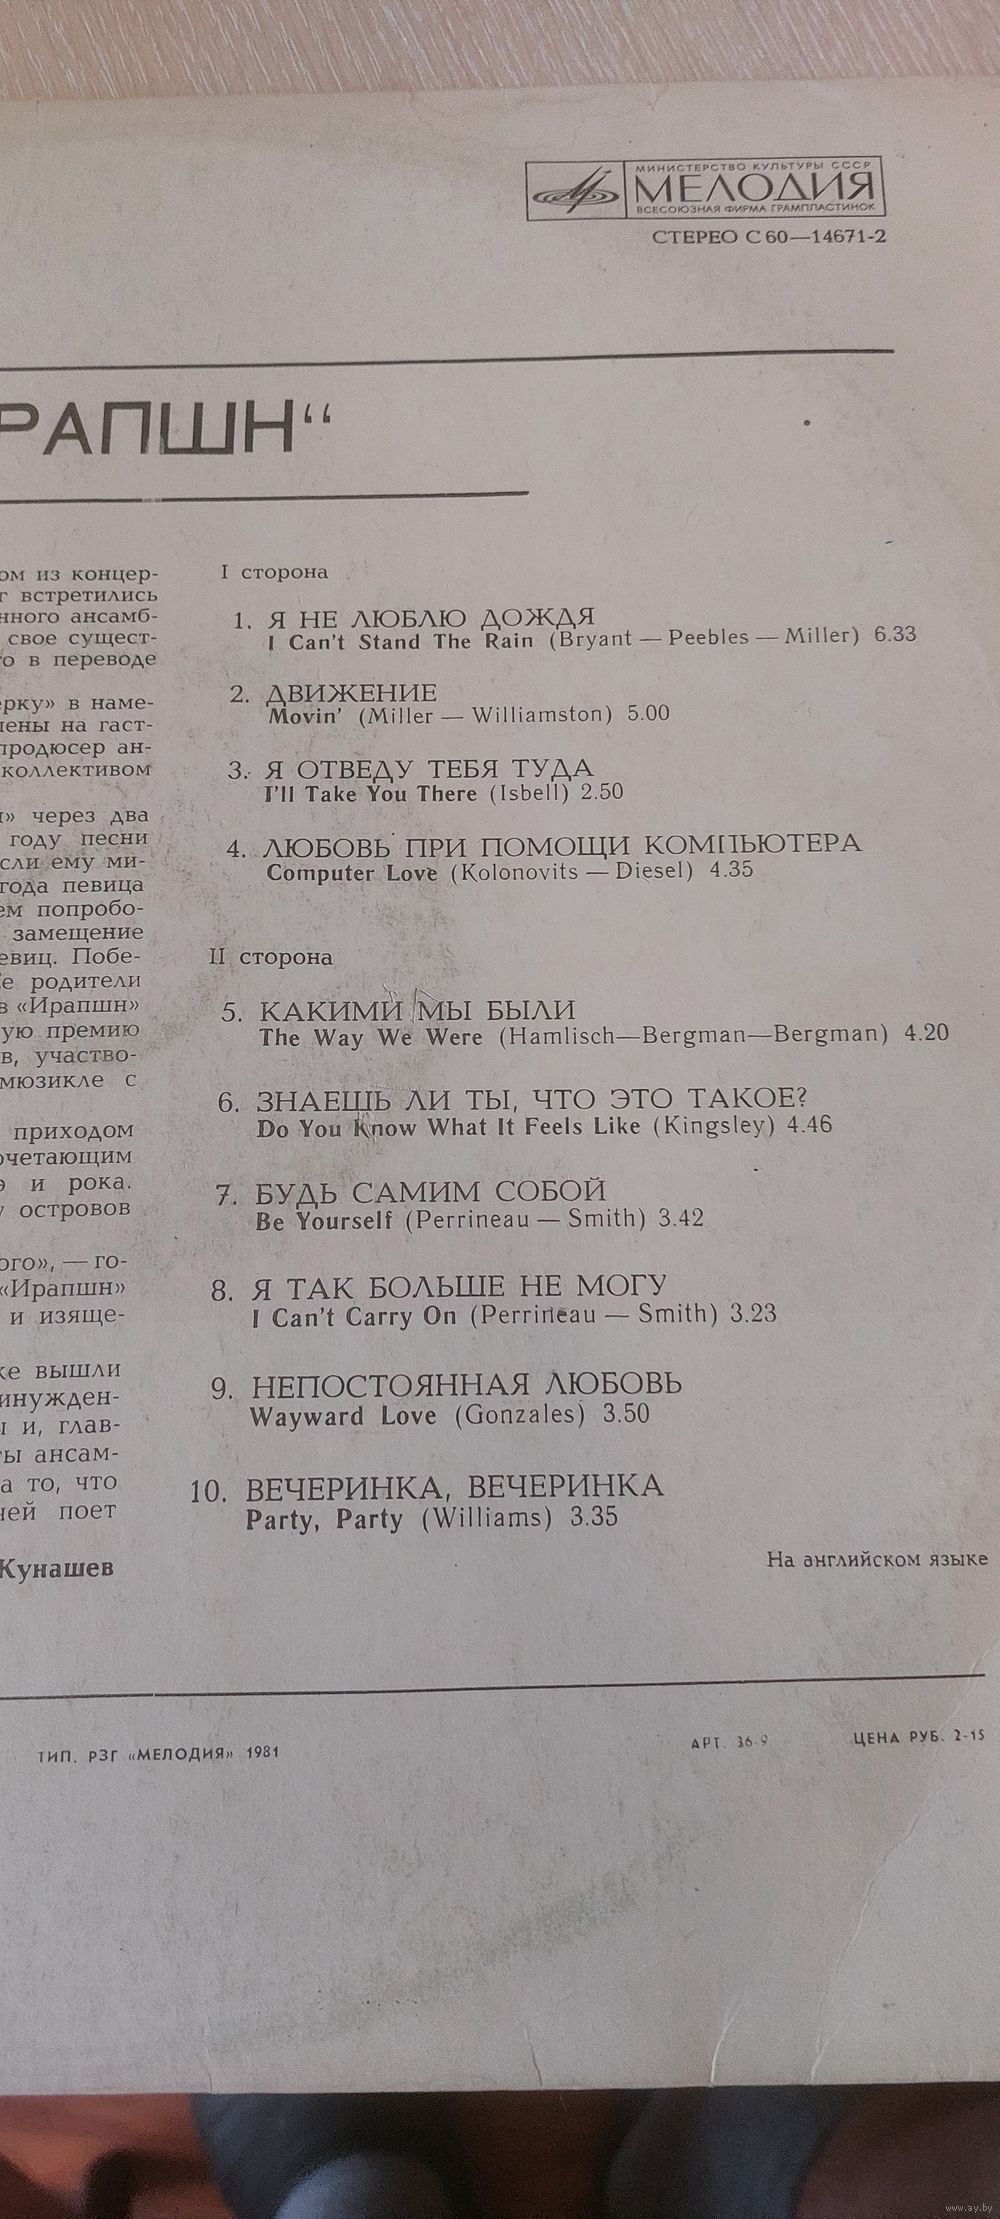 МИНИСТЕРСТВО КУЛЬТУРЫ СССР
МЕЛОДИЯ
ВСЕСОЮЗНАЯ ФИРМА ГРАМПЛАСТИНОК
СТЕРЕО С 60—14671-2
РАПШН“
ом из концер-
г встретились
нного ансамб-
свое сущест-
о в переводе
ерку» в наме-
лены на гаст-
продюсер ан-
коллективом
» через два
году песни
сли ему ми-
года певица
ем попробо-
замещение
евиц. Побе-
е родители
в «Ирапшн»
ую премию
в, участво-
мюзикле с
приходом
очетающим
э и рока.
у островов
ого», — го-
«Ирапшн»
и изяще-
же вышли
инужден-
ы и, глав-
ты ансам-
а то, что
ней поет
Кунашев
I сторона
1. Я НЕ ЛЮБЛЮ ДОЖДЯ
I Can't Stand The Rain (Bryant — Peebles — Miller) 6.33
2. ДВИЖЕНИЕ
Movin' (Miller — Williamston) 5.00
3. Я ОТВЕДУ ТЕБЯ ТУДА
I'll Take You There (Isbell) 2.50
4. ЛЮБОВЬ ПРИ ПОМОЩИ КОМПЬЮТЕРА
Computer Love (Kolonovits — Diesel) 4.35
II сторона
5. КАКИМИ МЫ БЫЛИ
The Way We Were (Hamlisch—Bergman—Bergman) 4.20
6. ЗНАЕШЬ ЛИ ТЫ, ЧТО ЭТО ТАКОЕ?
Do You Know What It Feels Like (Kingsley) 4.46
7. БУДЬ САМИМ СОБОЙ
Be Yourself (Perrineau — Smith) 3.42
8. Я ТАК БОЛЬШЕ НЕ МОГУ
I Can't Carry On (Perrineau — Smith) 3.23
9. НЕПОСТОЯННАЯ ЛЮБОВЬ
Wayward Love (Gonzales) 3.50
10. ВЕЧЕРИНКА, ВЕЧЕРИНКА
Party, Party (Williams) 3.35
На английском языке
ТИП. РЗГ «МЕЛОДИЯ» 1981
АРТ. 36-9
ЦЕНА РУБ. 2-15
www.ay.by